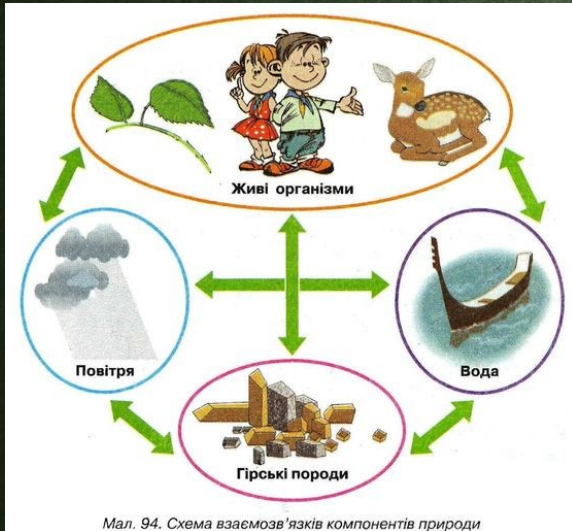 Живі організми
Повітря
Вода
Гірські породи
Мал. 94. Схема взаємозв'язків компонентів природи